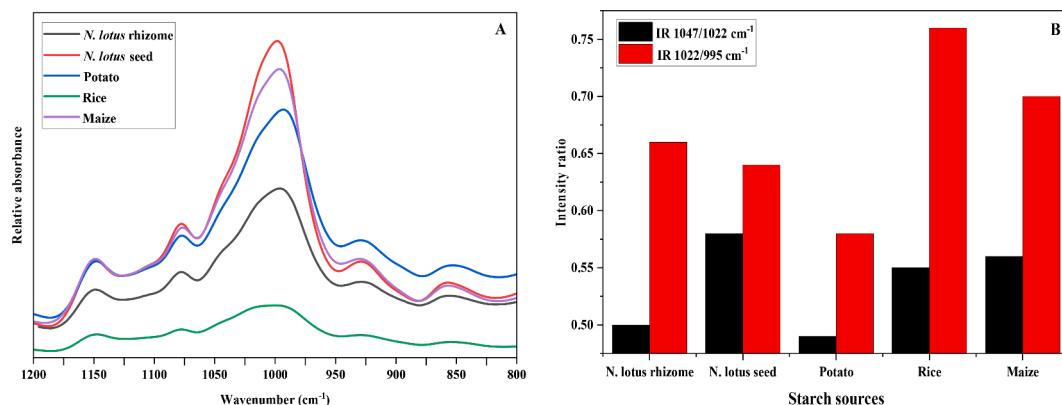 A
N. lotus rhizome
N. lotus seed
Potato
Rice
Maize
Relative absorbance
1200 1150 1100 1050 1000 950 900 850 800
Wavenumber (cm⁻¹)
B
IR 1047/1022 cm⁻¹
IR 1022/995 cm⁻¹
0.75
0.70
0.65
0.60
0.55
0.50
Intensity ratio
N. lotus rhizome N. lotus seed Potato Rice Maize
Starch sources